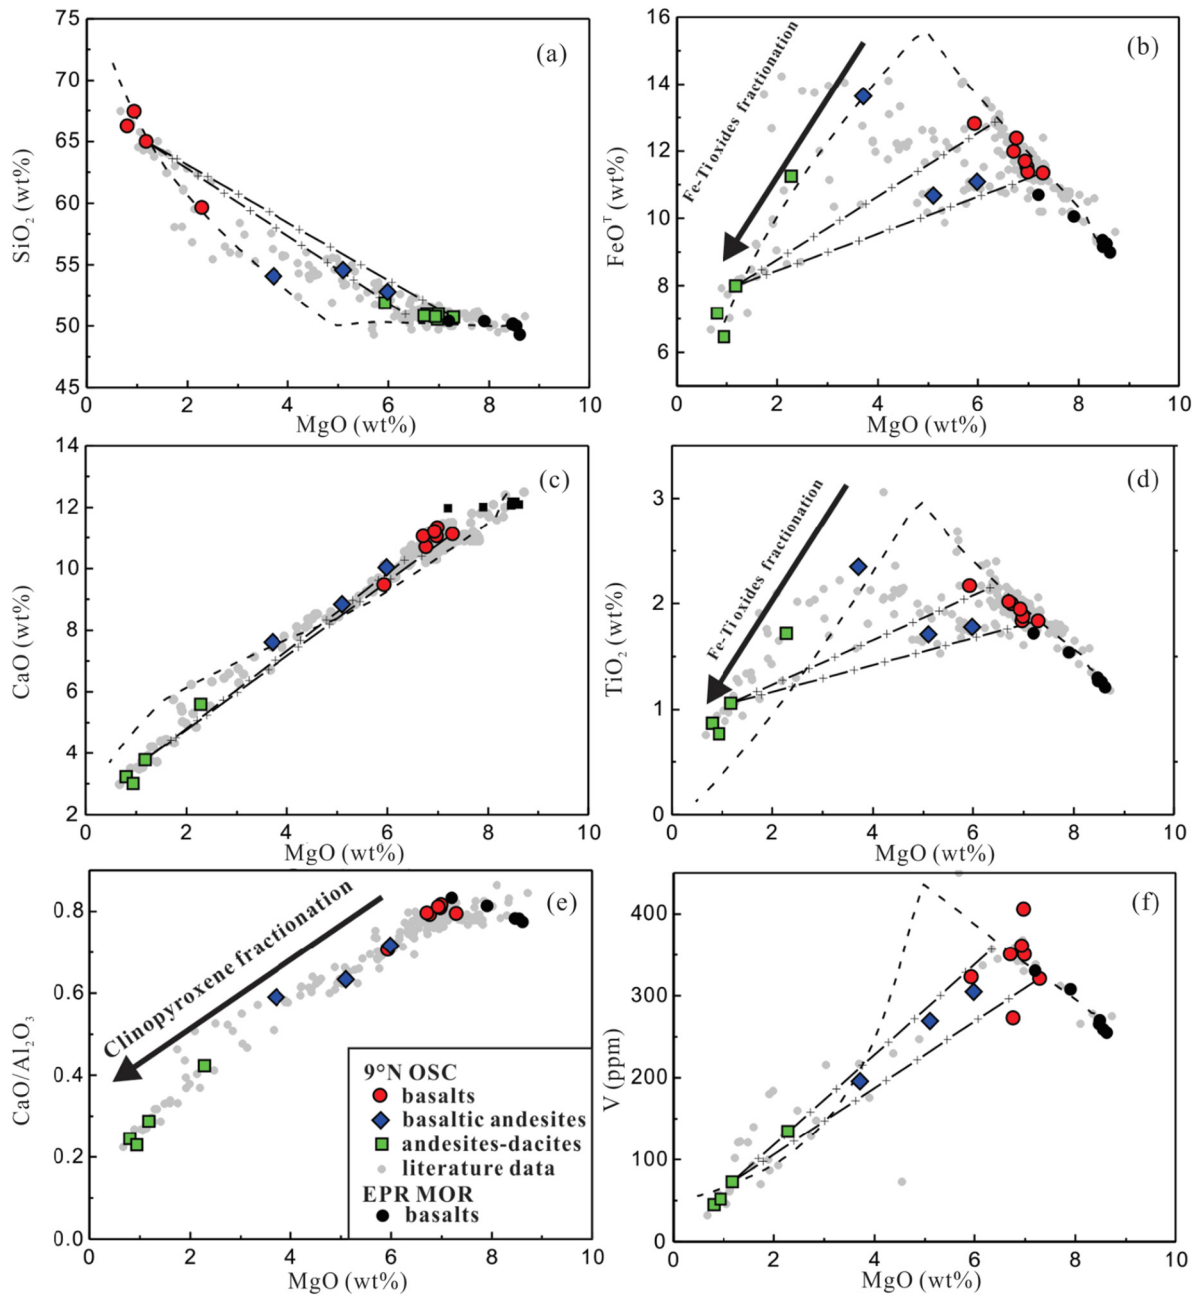 75
70
65
60
55
50
45
SiO2 (wt%)
(a)
0 2 4 6 8 10
MgO (wt%)
16
14
12
10
8
6
FeOT (wt%)
Fe-Ti oxides fractionation
(b)
0 2 4 6 8 10
MgO (wt%)
14
12
10
8
6
4
2
CaO (wt%)
(c)
0 2 4 6 8 10
MgO (wt%)
3
2
1
0
TiO2 (wt%)
Fe-Ti oxides fractionation
(d)
0 2 4 6 8 10
MgO (wt%)
0.8
0.6
0.4
0.2
0.0
CaO/Al2O3
Clinopyroxene fractionation
(e)
9°N OSC
basalts
basaltic andesites
andesites-dacites
literature data
EPR MOR
basalts
0 2 4 6 8 10
MgO (wt%)
400
300
200
100
0
V (ppm)
(f)
0 2 4 6 8 10
MgO (wt%)